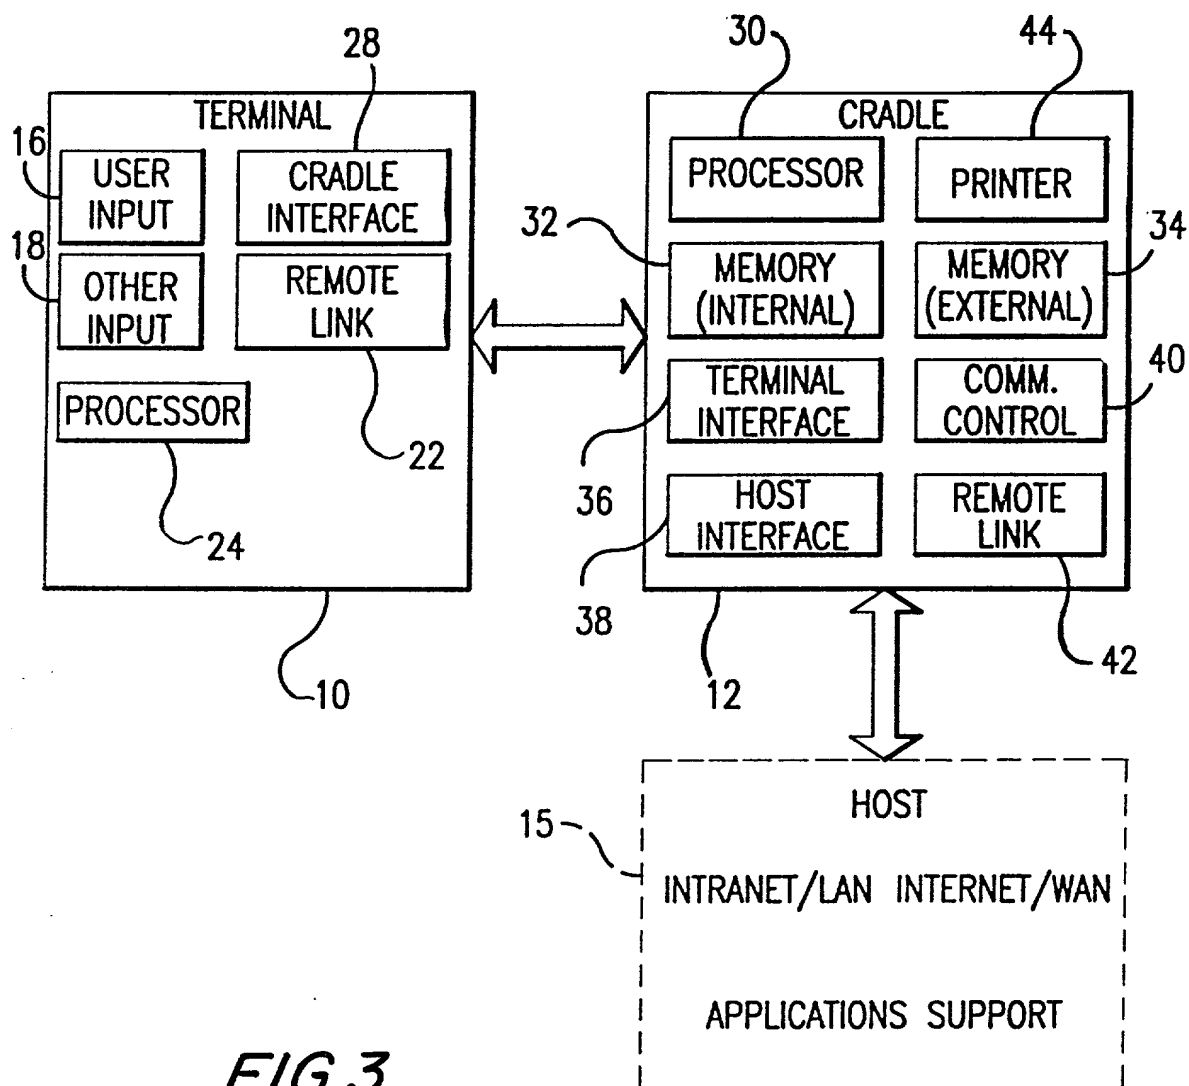 30
44
28
TERMINAL
CRADLE
16
USER
INPUT
CRADLE
INTERFACE
PROCESSOR
PRINTER
32
34
18
OTHER
INPUT
REMOTE
LINK
MEMORY
(INTERNAL)
MEMORY
(EXTERNAL)
40
PROCESSOR
TERMINAL
INTERFACE
COMM.
CONTROL
22
36
24
HOST
INTERFACE
REMOTE
LINK
38
10
12
42
HOST
15
INTRANET/LAN INTERNET/WAN
APPLICATIONS SUPPORT
FIG.3